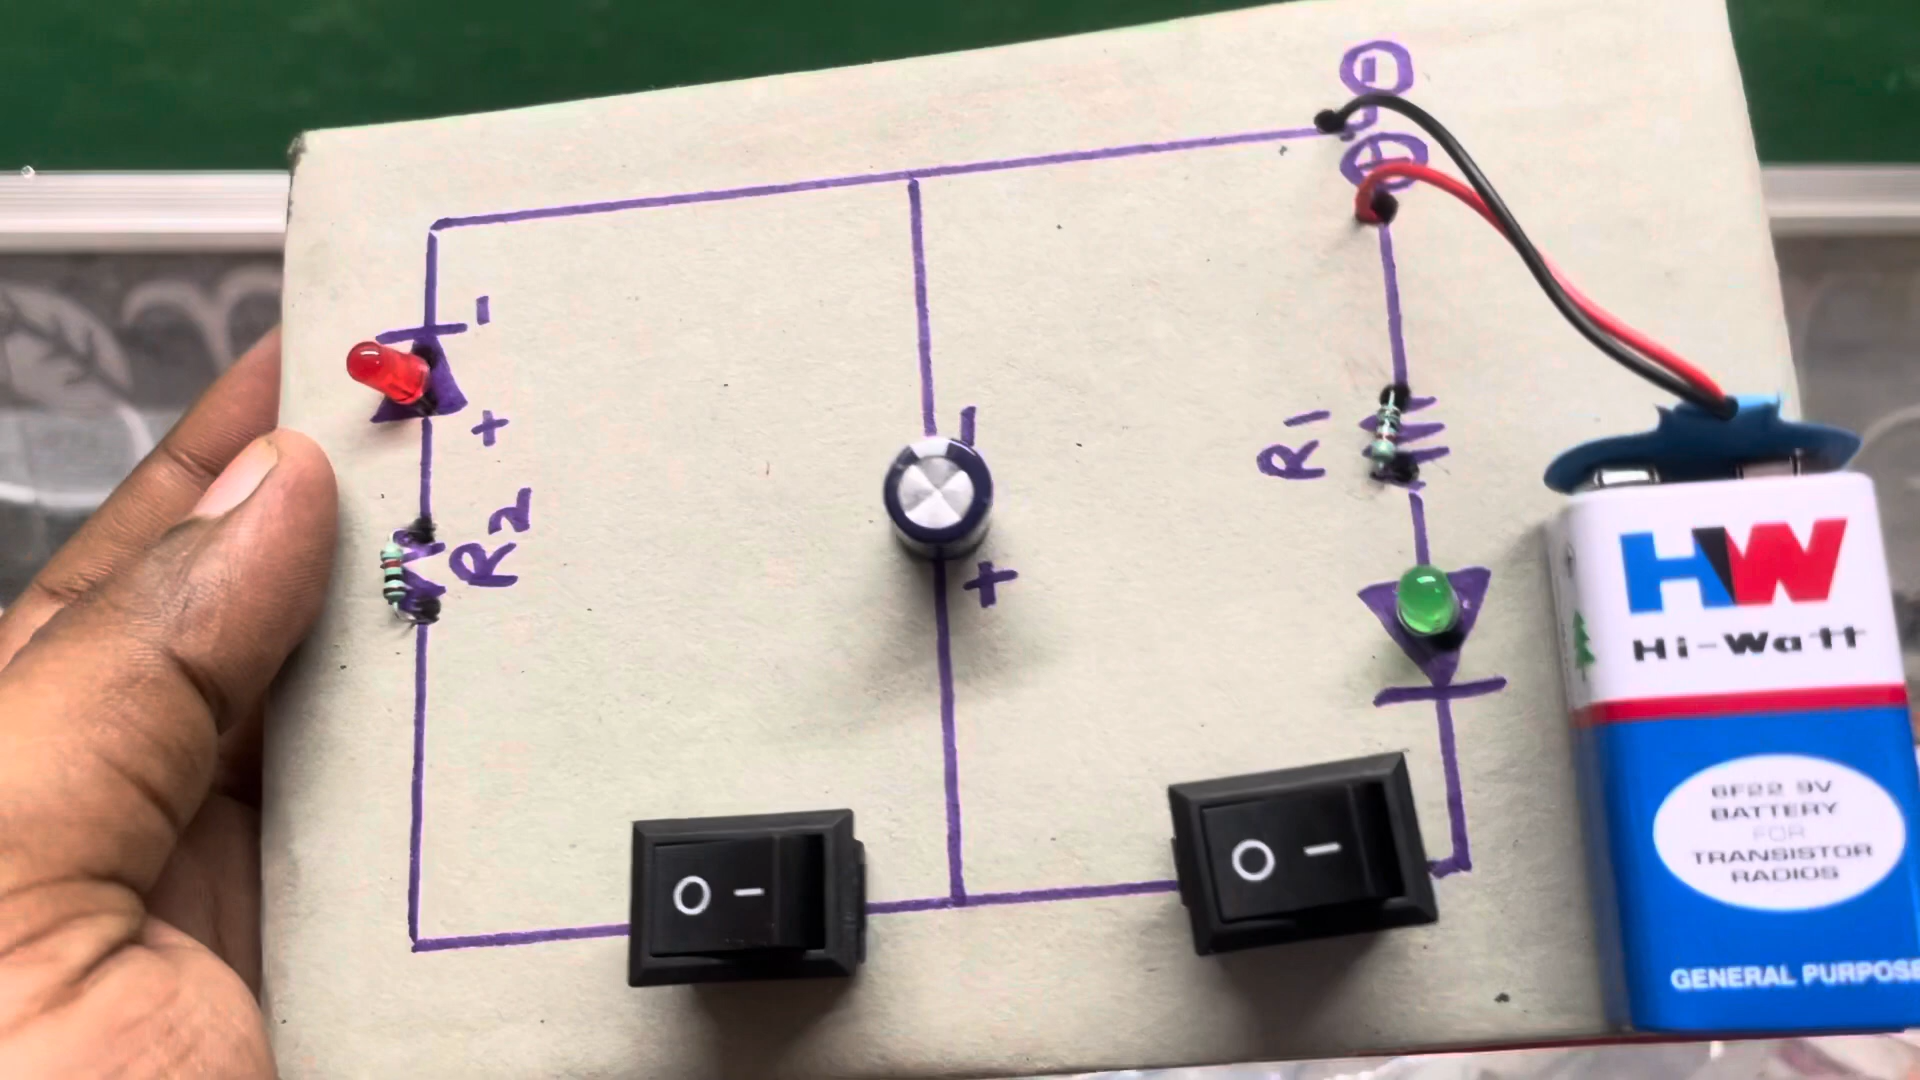 -
+
-
+
R1
-
+
R2
O -
O -
HW
Hi-Watt
6F22 9V
BATTERY
FOR
TRANSISTOR
RADIOS
GENERAL PURPOSE